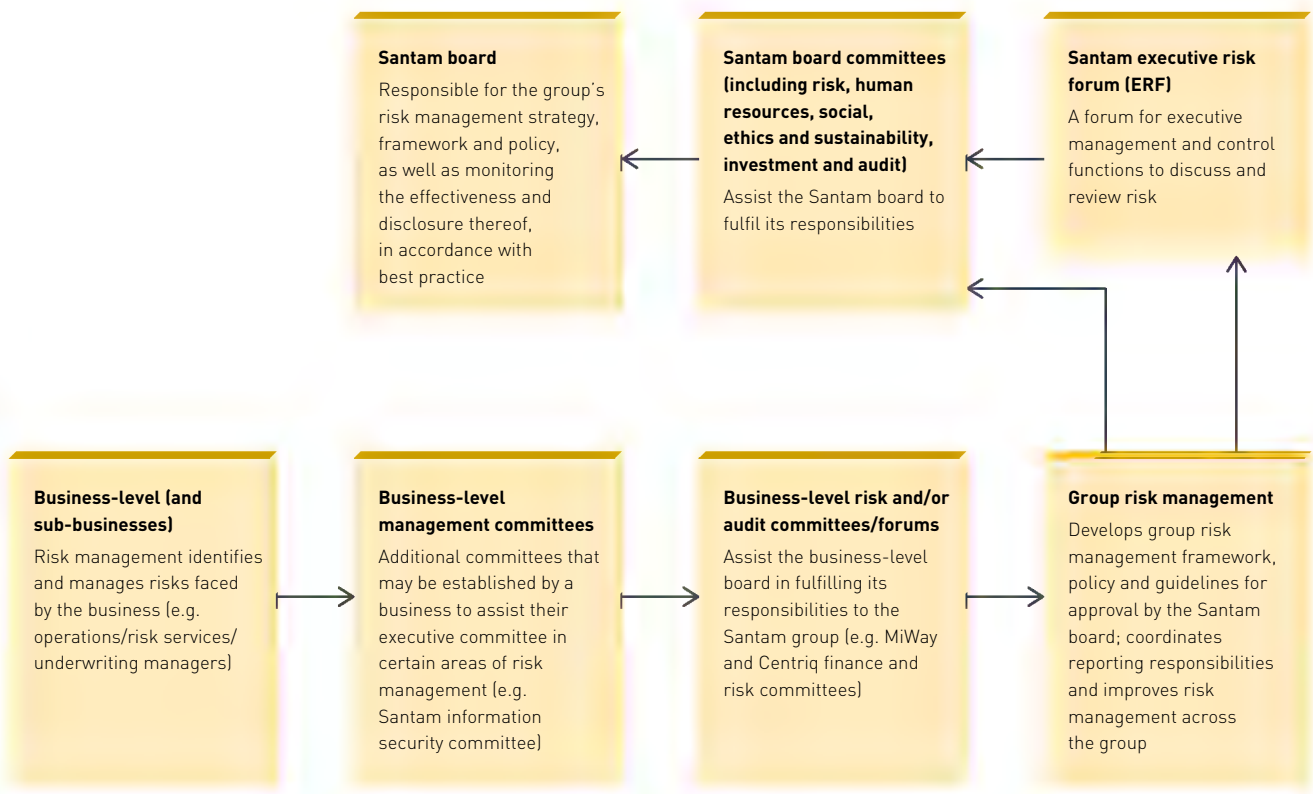 Santam board
Responsible for the group's
risk management strategy,
framework and policy,
as well as monitoring
the effectiveness and
disclosure thereof,
in accordance with
best practice
Santam board committees
(including risk, human
resources, social,
ethics and sustainability,
investment and audit)
Assist the Santam board to
fulfil its responsibilities
Santam executive risk
forum (ERF)
A forum for executive
management and control
functions to discuss and
review risk
Business-level (and
sub-businesses)
Risk management identifies
and manages risks faced
by the business (e.g.
operations/risk services/
underwriting managers)
Business-level
management committees
Additional committees that
may be established by a
business to assist their
executive committee in
certain areas of risk
management (e.g.
Santam information
security committee)
Business-level risk and/or
audit committees/forums
Assist the business-level
board in fulfilling its
responsibilities to the
Santam group (e.g. MiWay
and Centriq finance and
risk committees)
Group risk management
Develops group risk
management framework,
policy and guidelines for
approval by the Santam
board; coordinates
reporting responsibilities
and improves risk
management across
the group